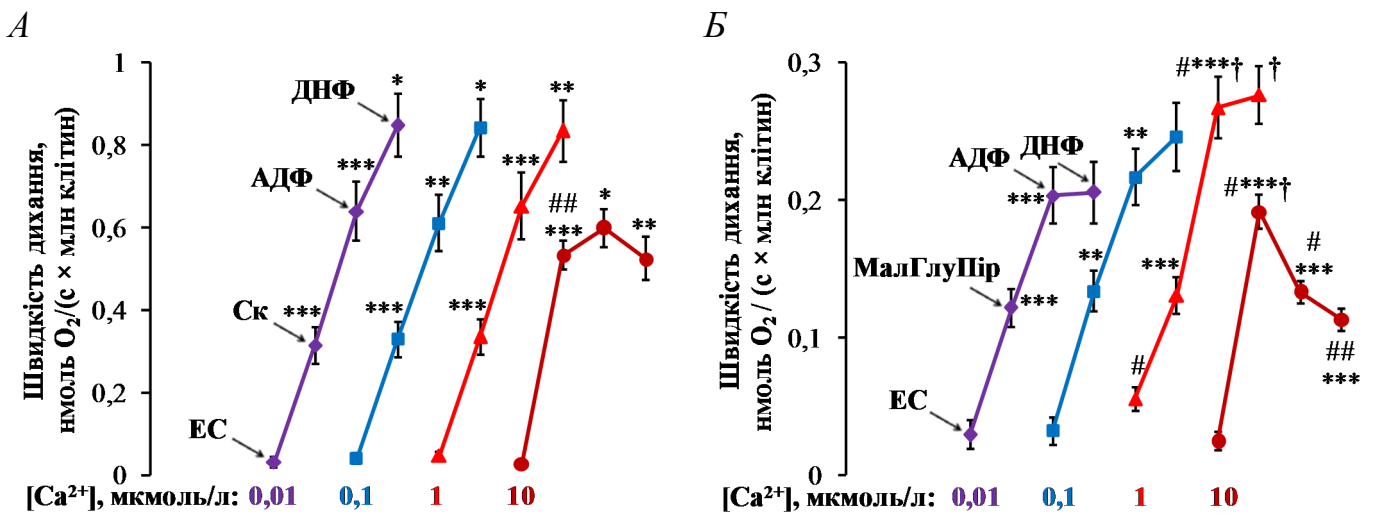 А
Швидкість дихання,
нмоль O₂/(с × млн клітин)
1
0,8
0,6
0,4
0,2
0
ДНФ
АДФ
Ск
ЕС
*
***
***
*
**
***
**
***
***
##
***
*
**
[Ca²⁺], мкмоль/л: 0,01 0,1 1 10
Б
Швидкість дихання,
нмоль O₂/ (с × млн клітин)
0,3
0,2
0,1
0
АДФ
ДНФ
МалГлуПір
ЕС
***
***
**
**
#***†
†
***
#
#***†
#
***
##
***
[Ca²⁺], мкмоль/л: 0,01 0,1 1 10